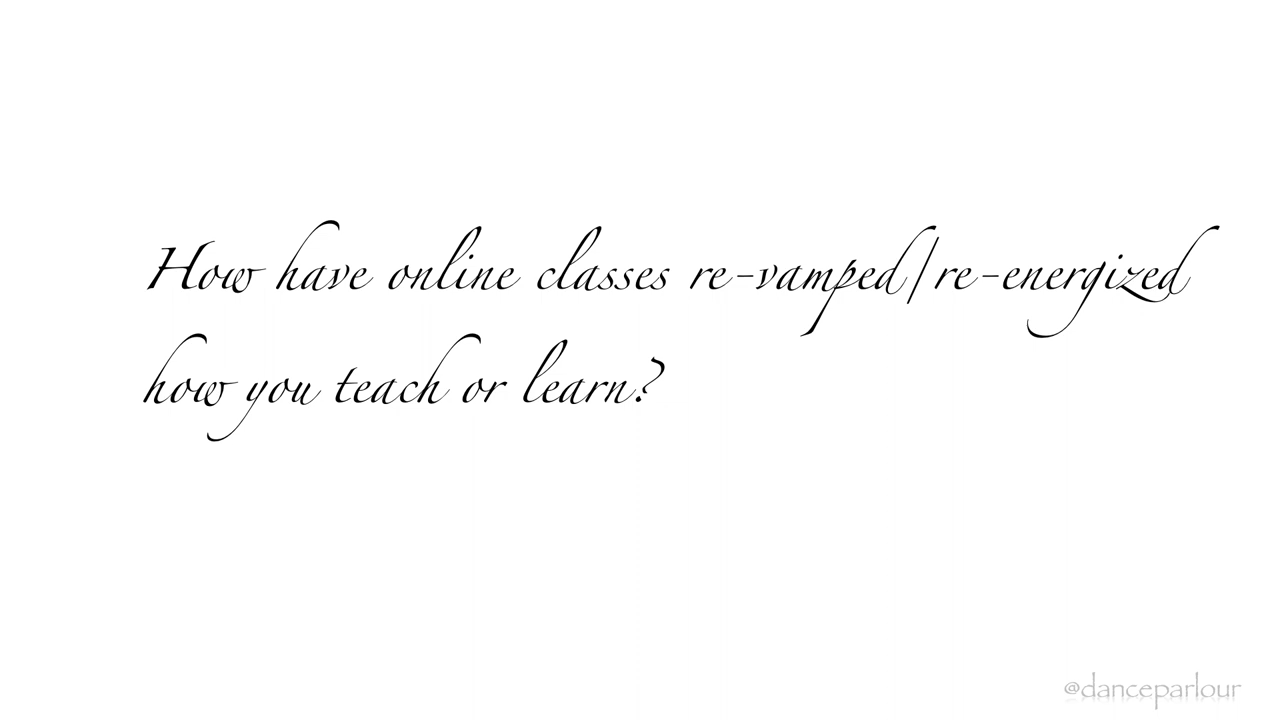 How have online classes re-vamped/re-energized
how you teach or learn?
@danceparlour